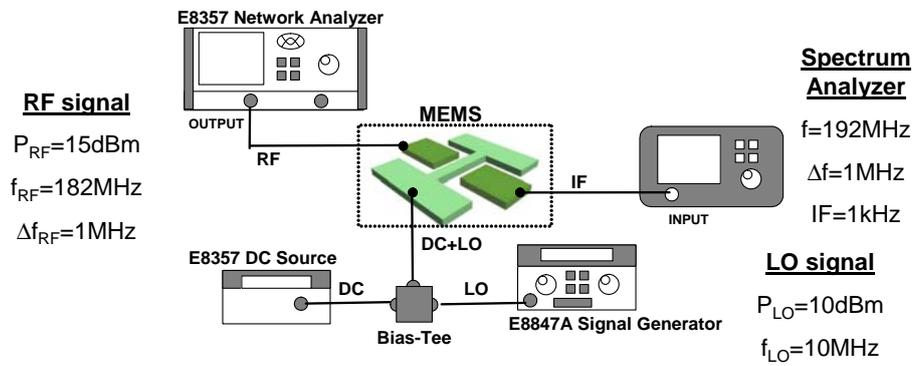 E8357 Network Analyzer
OUTPUT
RF
RF signal
P_RF=15dBm
f_RF=182MHz
Δf_RF=1MHz
MEMS
IF
DC+LO
Spectrum
Analyzer
f=192MHz
Δf=1MHz
IF=1kHz
INPUT
E8357 DC Source
DC
LO
Bias-Tee
E8847A Signal Generator
LO signal
P_LO=10dBm
f_LO=10MHz